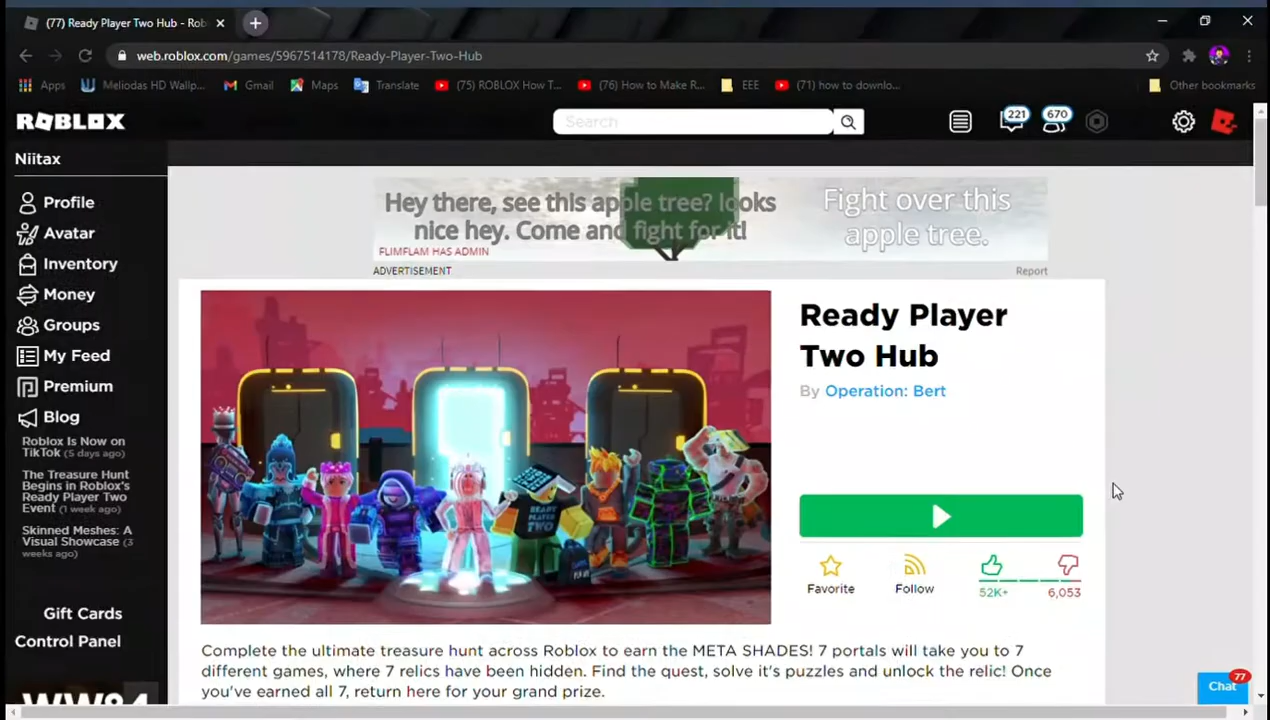 (77) Ready Player Two Hub - Rob
web.roblox.com/games/5967514178/Ready-Player-Two-Hub
Apps
Meliodas HD Wallp...
Gmail
Maps
Translate
(75) ROBLOX How T...
(76) How to Make R...
EEE
(71) how to downlo...
Other bookmarks
ROBLOX
Search
221
670
Niitax
Profile
Avatar
Inventory
Money
Groups
My Feed
Premium
Blog
Roblox Is Now on
TikTok (5 days ago)
The Treasure Hunt
Begins in Roblox's
Ready Player Two
Event (1 week ago)
Skinned Meshes: A
Visual Showcase (3
weeks ago)
Gift Cards
Control Panel
WW84
Hey there, see this apple tree? looks
nice hey. Come and fight for it!
Fight over this
apple tree.
FLIMFLAM HAS ADMIN
ADVERTISEMENT
Report
READY
PLAYER
TWO
Ready Player
Two Hub
By Operation: Bert
Favorite
Follow
52K+
6,053
Complete the ultimate treasure hunt across Roblox to earn the META SHADES! 7 portals will take you to 7
different games, where 7 relics have been hidden. Find the quest, solve it's puzzles and unlock the relic! Once
you've earned all 7, return here for your grand prize.
Chat
77